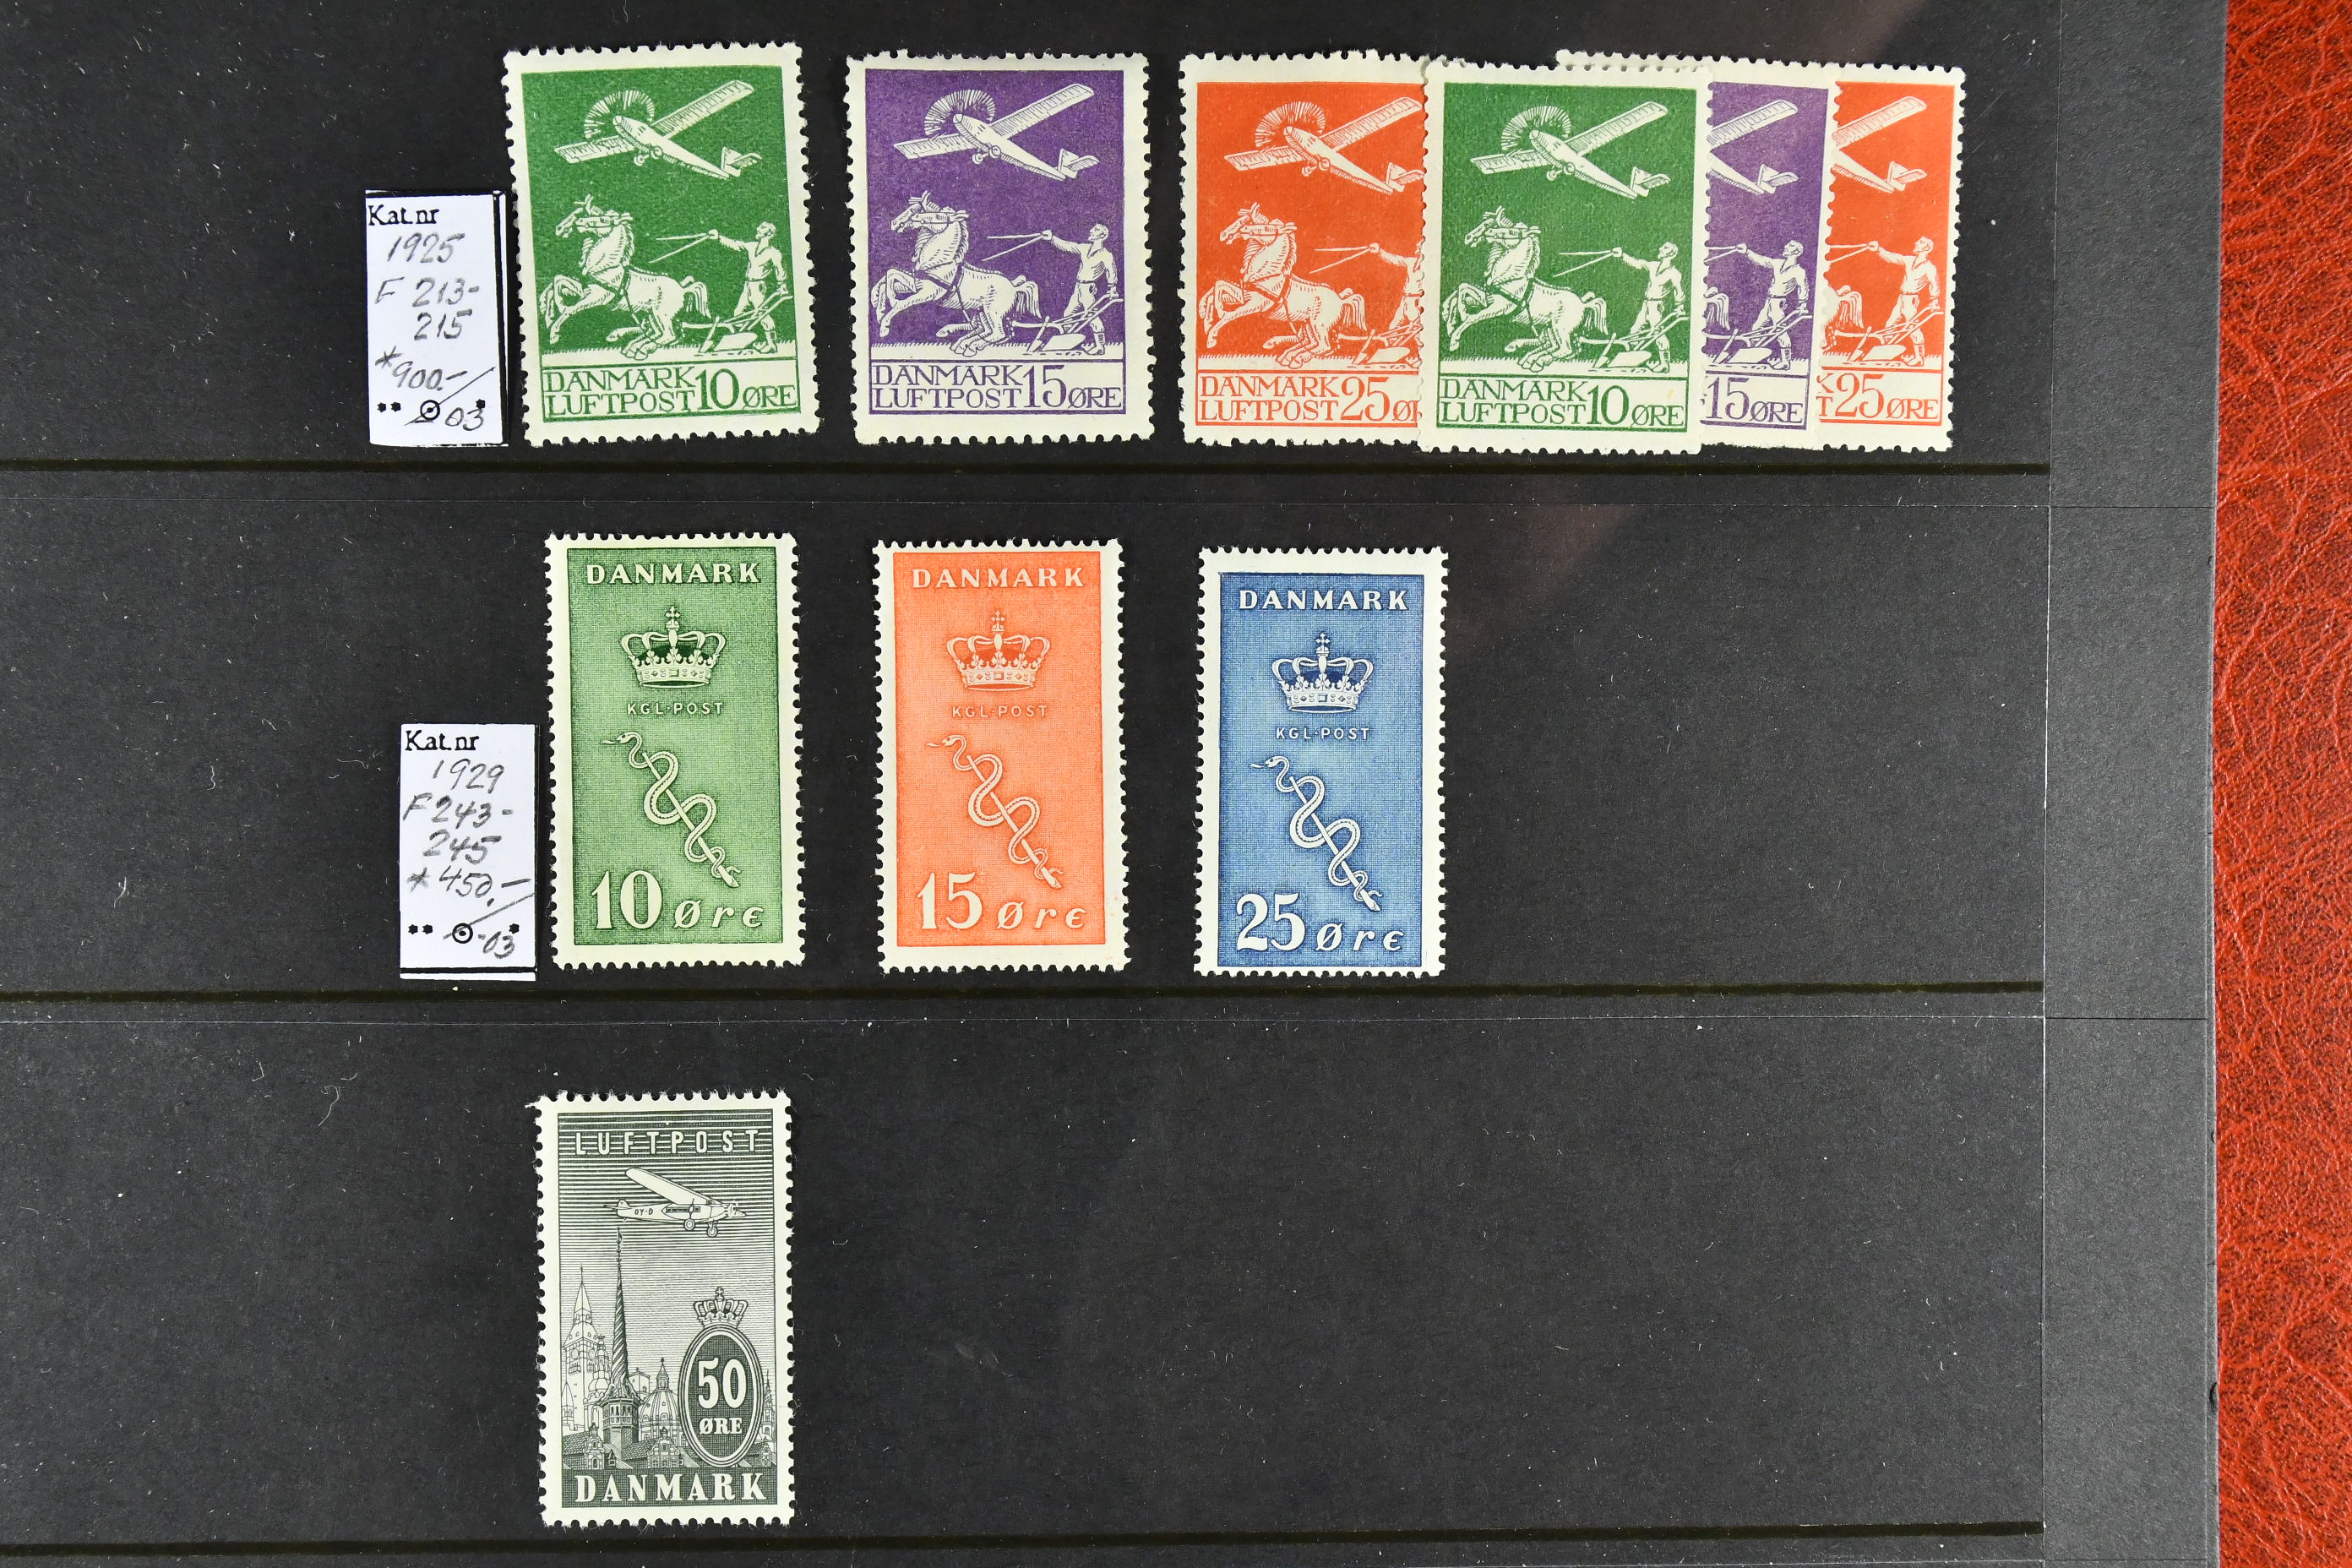 Kat.nr
1925
F 213-
215
*900.-
** ⊙ 03 *
DANMARK 10 ØRE
LUFTPOST
DANMARK 15 ØRE
LUFTPOST
DANMARK 25 ØR
LUFTPOST
DANMARK 10 ØRE
LUFTPOST
15 ØRE
K 25 ØRE
T
Kat.nr
1929
F 243-
245
* 450.-
** ⊙ -03 *
DANMARK
KGL·POST
10 Øre
DANMARK
KGL·POST
15 Øre
DANMARK
KGL·POST
25 Øre
LUFTPOST
OY-D
50
ØRE
DANMARK